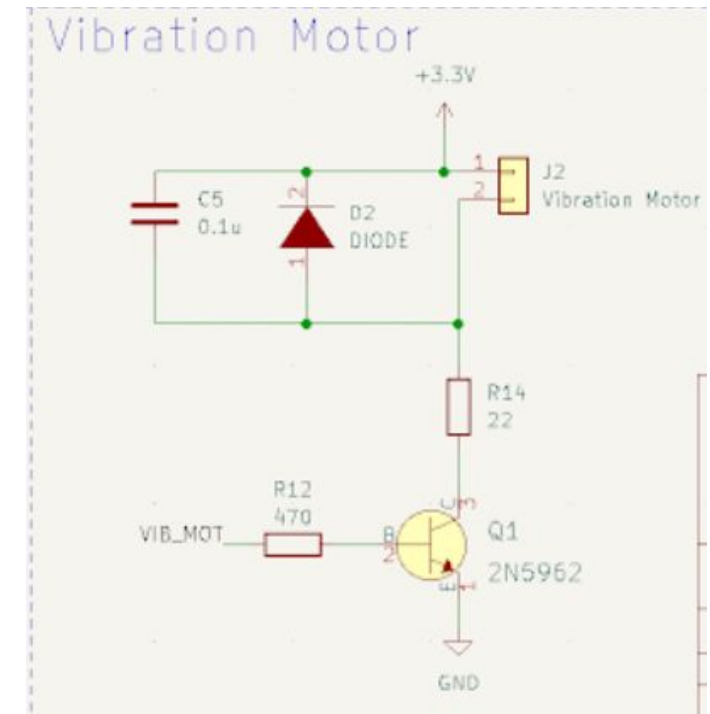 Vibration Motor
+3.3V
1
J2
2
Vibration Motor
C5
0.1u
2
D2
DIODE
1
R14
22
R12
470
VIB_MOT
C
3
B
2
Q1
2N5962
E
1
GND